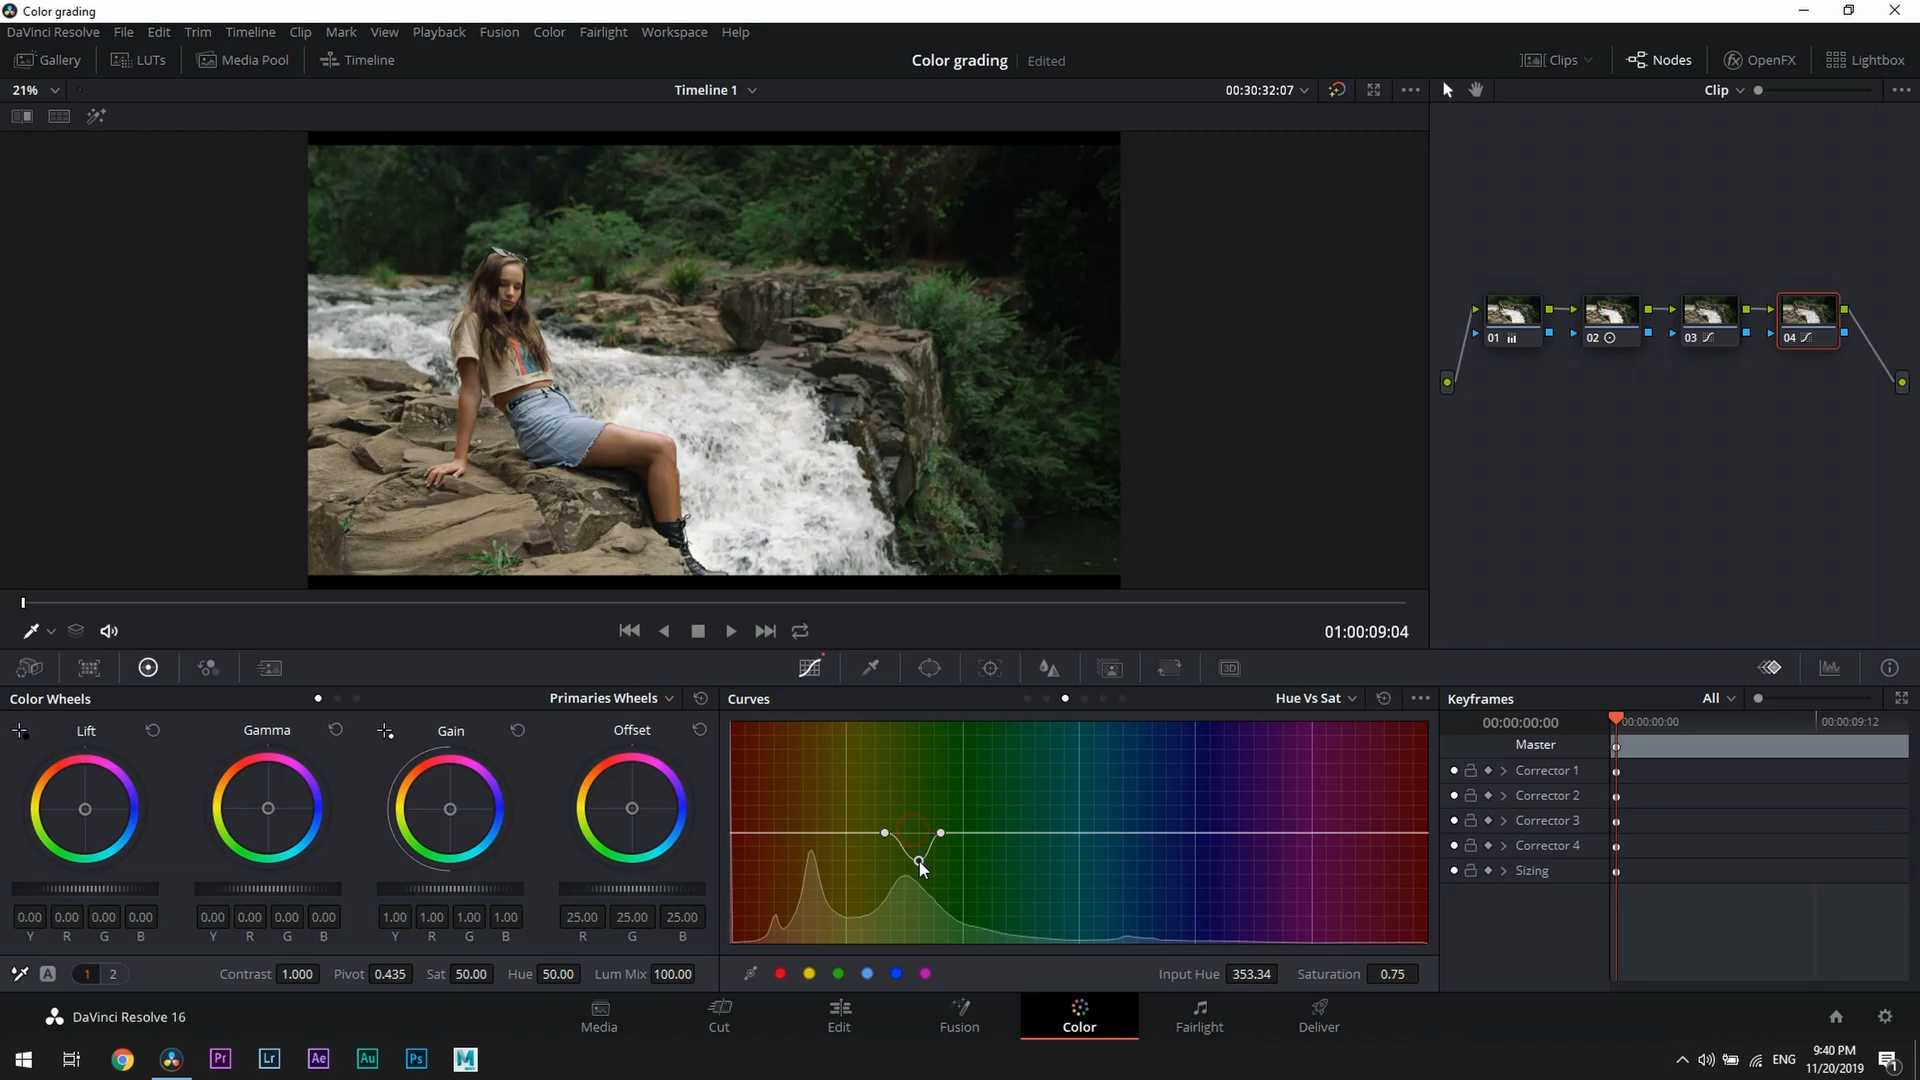 Color grading
DaVinci Resolve File Edit Trim Timeline Clip Mark View Playback Fusion Color Fairlight Workspace Help
Gallery LUTs Media Pool Timeline Color grading Edited Clips Nodes OpenFX Lightbox
21% Timeline 1 00:30:32:07 Clip
01 02 03 04
01:00:09:04
3D
Color Wheels Primaries Wheels Curves Hue Vs Sat Keyframes All
00:00:00:00 00:00:00:00 00:00:09:12
Lift Gamma Gain Offset
Master
Corrector 1
Corrector 2
Corrector 3
Corrector 4
Sizing
0.00 0.00 0.00 0.00 0.00 0.00 0.00 0.00 1.00 1.00 1.00 1.00 25.00 25.00 25.00
Y R G B Y R G B Y R G B R G B
A 1 2 Contrast 1.000 Pivot 0.435 Sat 50.00 Hue 50.00 Lum Mix 100.00 Input Hue 353.34 Saturation 0.75
DaVinci Resolve 16 Media Cut Edit Fusion Color Fairlight Deliver
Pr Lr Ae Au Ps M ENG 9:40 PM
11/20/2019 1